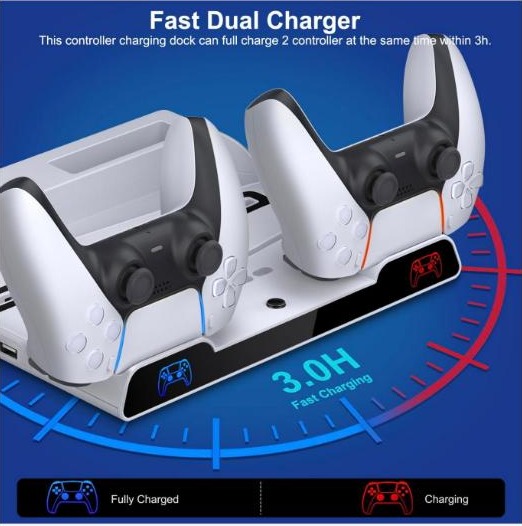 Fast Dual Charger
This controller charging dock can full charge 2 controller at the same time within 3h.
3.0H
Fast Charging
Fully Charged
Charging